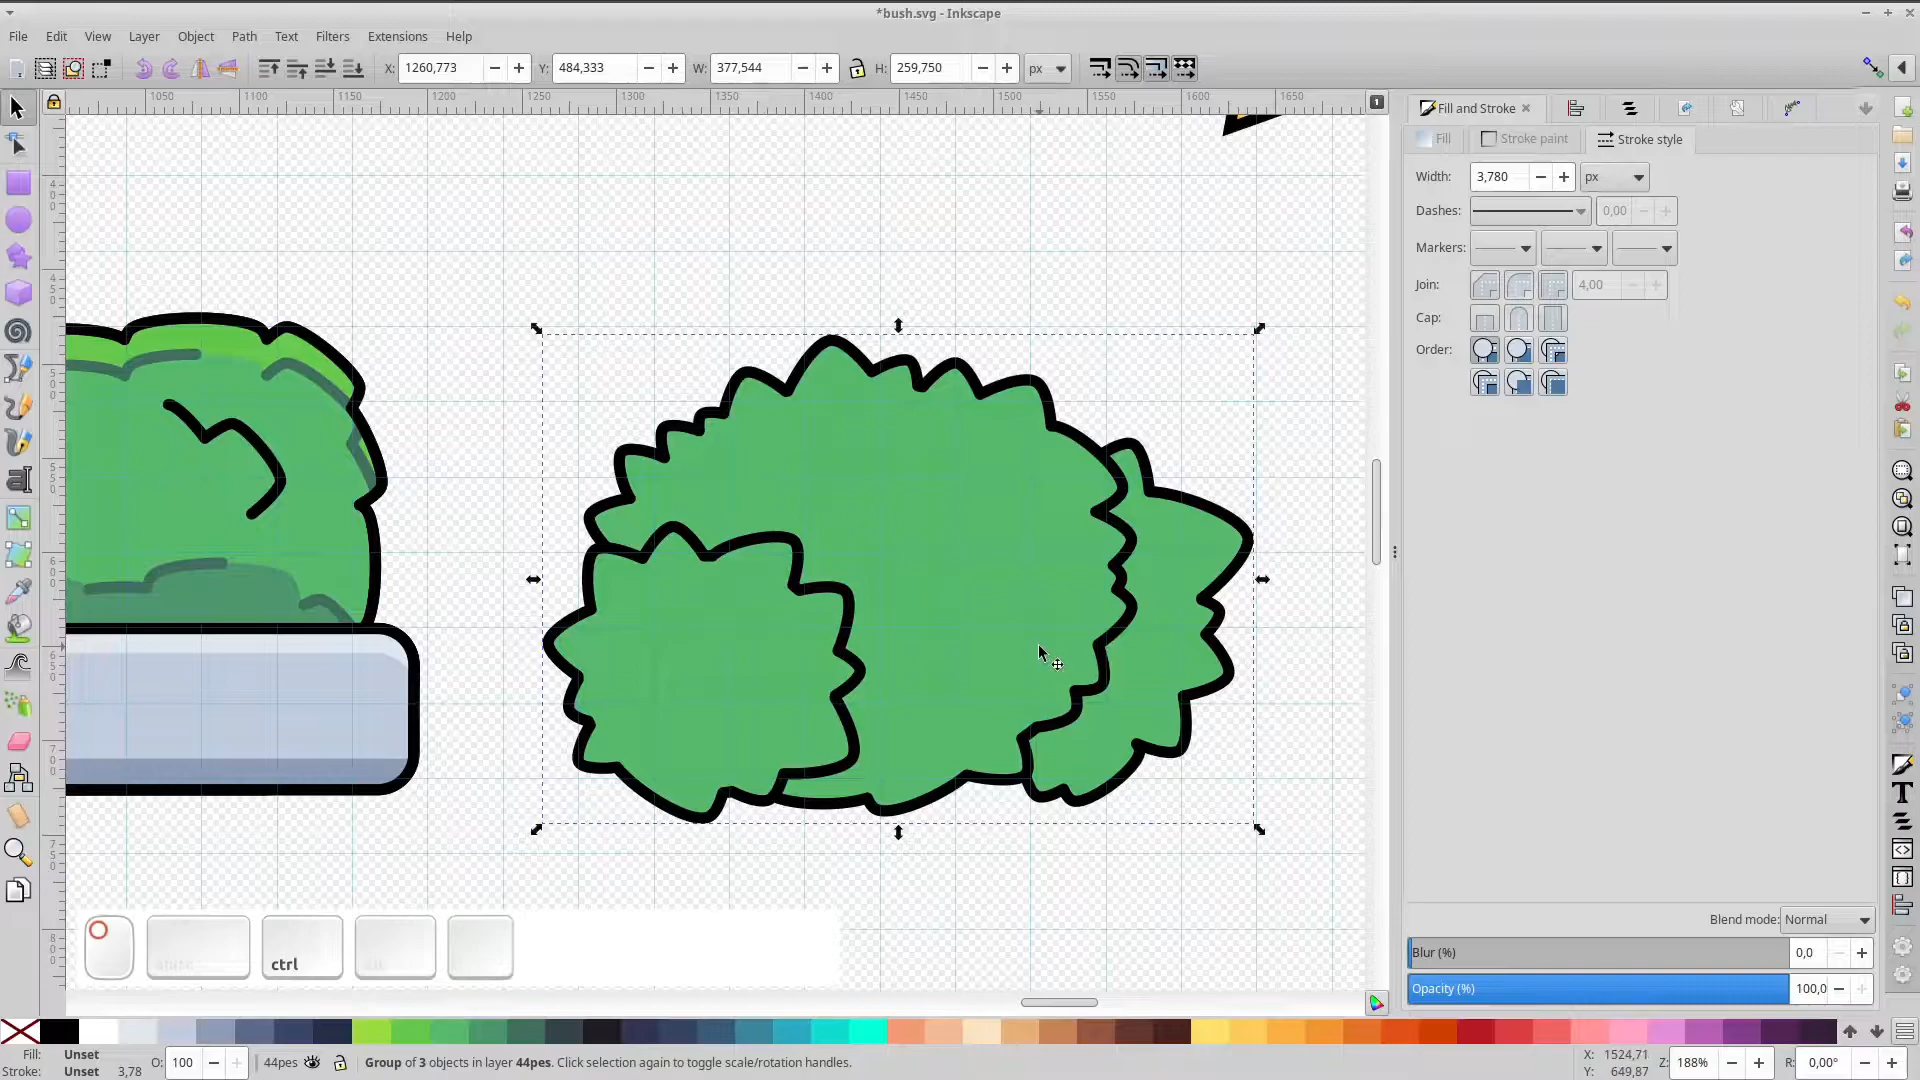 *bush.svg - Inkscape
File Edit View Layer Object Path Text Filters Extensions Help
X: 1260,773 Y: 484,333 W: 377,544 H: 259,750 px
1050 1100 1150 1200 1250 1300 1350 1400 1450 1500 1550 1600 1650 1
Fill and Stroke
Fill Stroke paint Stroke style
Width: 3,780 px
Dashes: 0,00
Markers:
Join: 4,00
Cap:
Order:
ctrl
Blend mode: Normal
Blur (%) 0,0
Opacity (%) 100,0
Fill: Unset
Stroke: Unset 3,78
O: 100 44pes Group of 3 objects in layer 44pes. Click selection again to toggle scale/rotation handles.
X: 1524,71
Y: 649,87
Z: 188% R: 0,00°